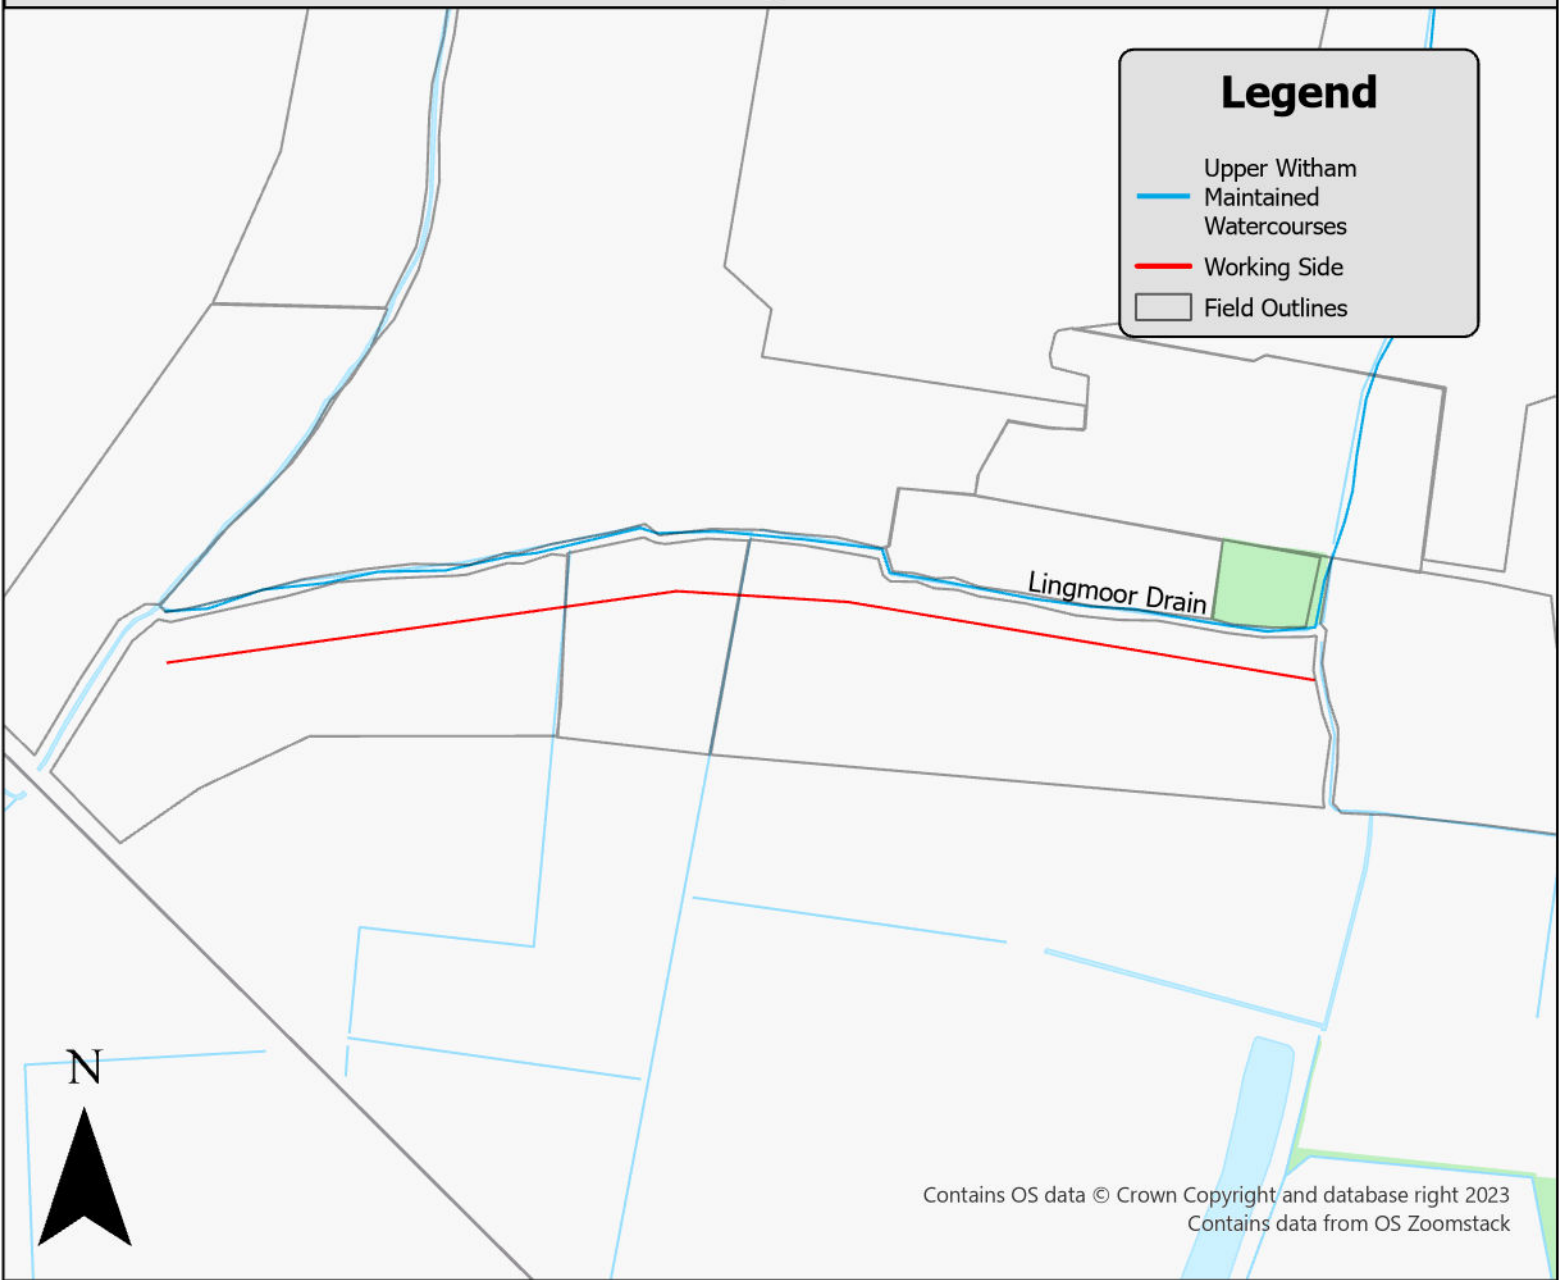 Legend
Upper Witham
Maintained
Watercourses
Working Side
Field Outlines
Lingmoor Drain
N
Contains OS data © Crown Copyright and database right 2023
Contains data from OS Zoomstack